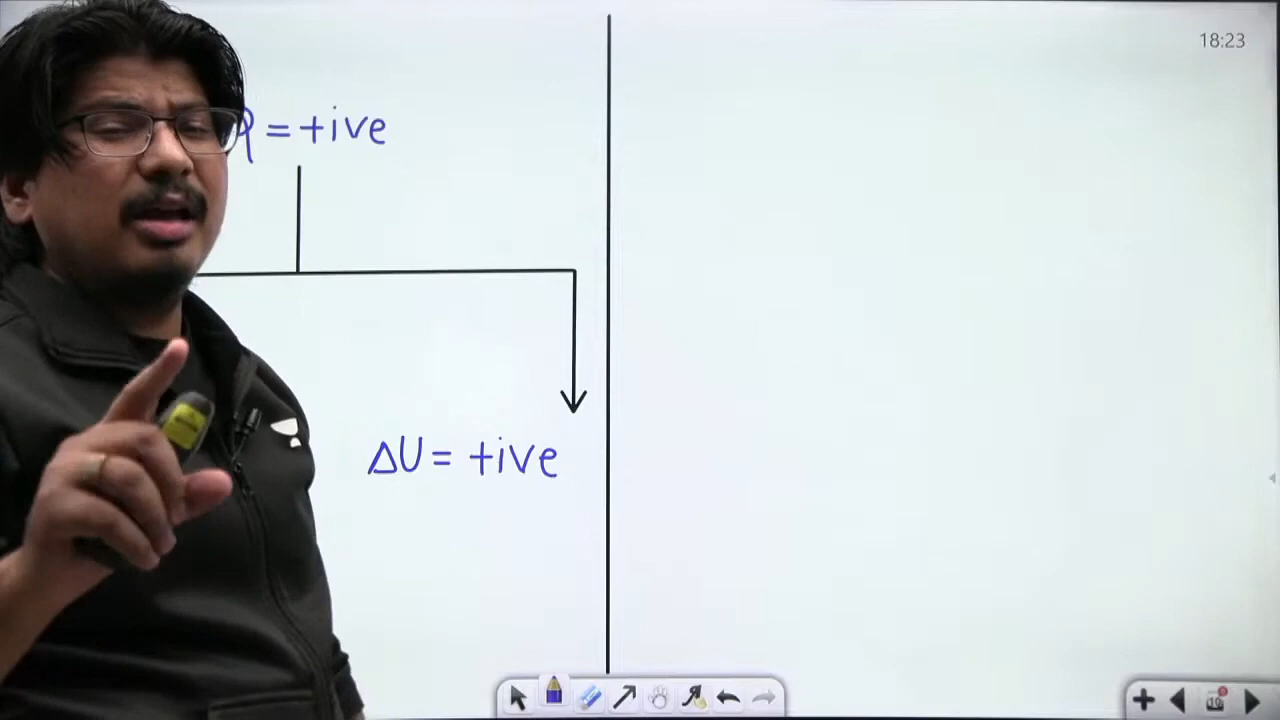 18:23
q = +ive
ΔU = +ive